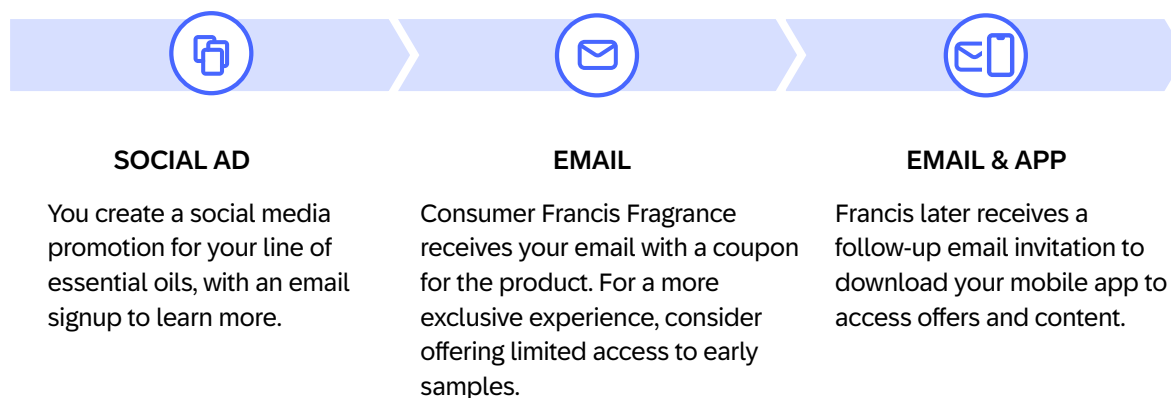 SOCIAL AD
You create a social media
promotion for your line of
essential oils, with an email
signup to learn more.
EMAIL
Consumer Francis Fragrance
receives your email with a coupon
for the product. For a more
exclusive experience, consider
offering limited access to early
samples.
EMAIL & APP
Francis later receives a
follow-up email invitation to
download your mobile app to
access offers and content.